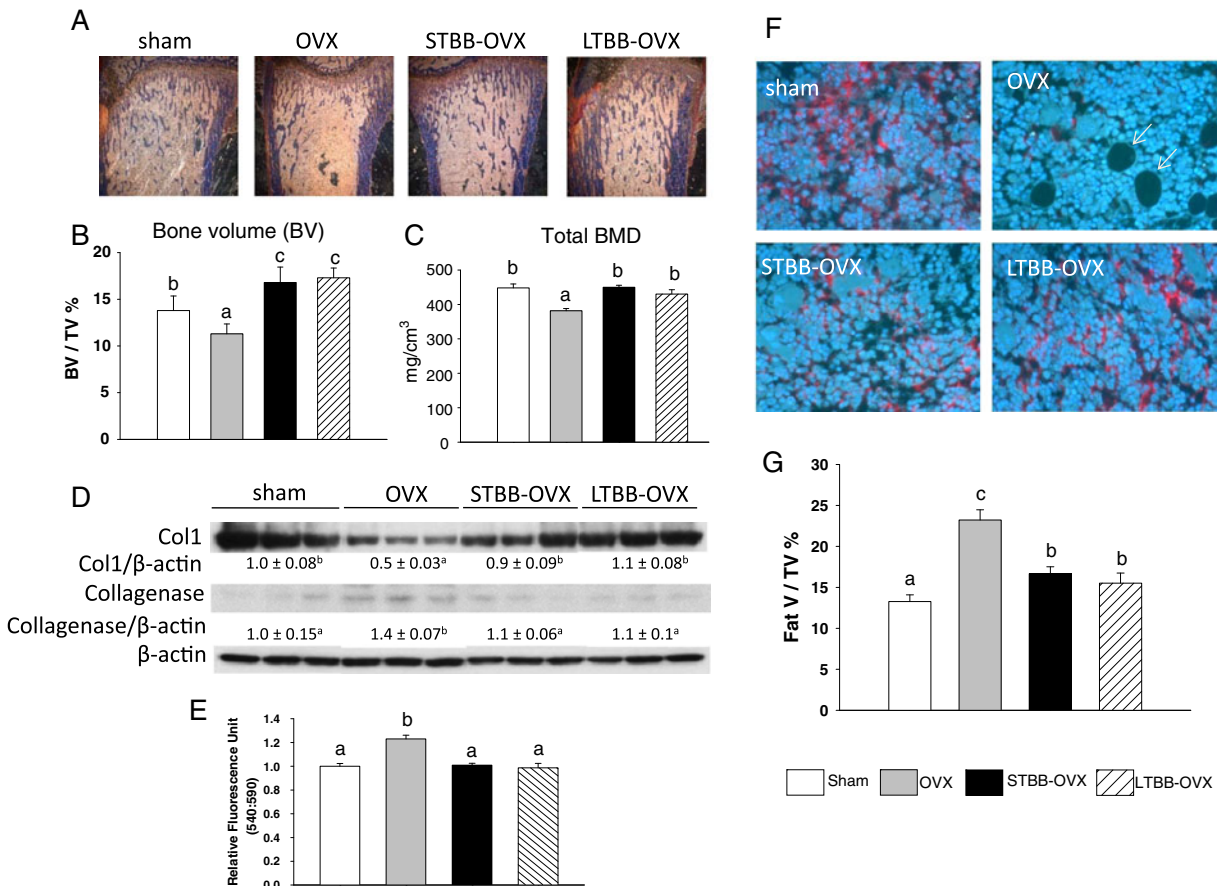 A
sham OVX STBB-OVX LTBB-OVX
B Bone volume (BV)
BV / TV %
20
15
10
5
0
b a c c
C Total BMD
mg/cm³
500
400
300
200
100
0
b a b b
D
sham OVX STBB-OVX LTBB-OVX
Col1
Col1/β-actin 1.0 ± 0.08ᵇ 0.5 ± 0.03ᵃ 0.9 ± 0.09ᵇ 1.1 ± 0.08ᵇ
Collagenase
Collagenase/β-actin 1.0 ± 0.15ᵃ 1.4 ± 0.07ᵇ 1.1 ± 0.06ᵃ 1.1 ± 0.1ᵃ
β-actin
E
Relative Fluorescence Unit
(540:590)
1.4
1.2
1.0
0.8
0.6
0.4
0.2
0.0
a b a a
F
sham OVX
STBB-OVX LTBB-OVX
G
Fat V / TV %
30
25
20
15
10
5
0
a c b b
Sham OVX STBB-OVX LTBB-OVX